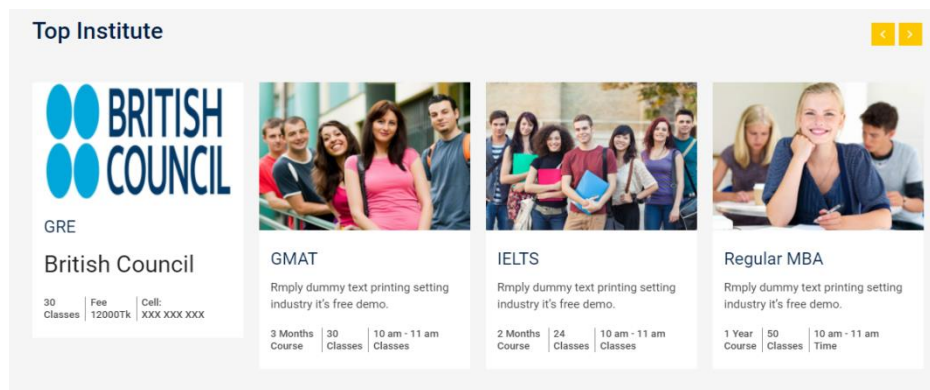 Top Institute
BRITISH
COUNCIL
GRE
British Council
30 Classes
Fee 12000Tk
Cell: XXX XXX XXX
GMAT
Rmply dummy text printing setting
industry it's free demo.
3 Months Course
30 Classes
10 am - 11 am Classes
IELTS
Rmply dummy text printing setting
industry it's free demo.
2 Months Course
24 Classes
10 am - 11 am Classes
Regular MBA
Rmply dummy text printing setting
industry it's free demo.
1 Year Course
50 Classes
10 am - 11 am Time